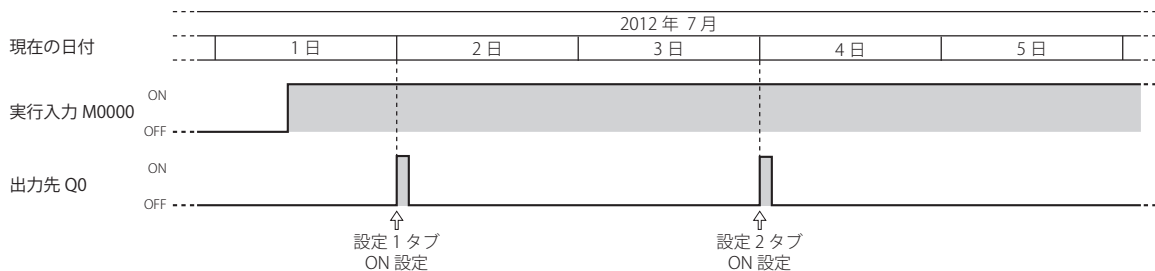 2012 年 7 月
現在の日付
1 日 2 日 3 日 4 日 5 日
実行入力 M0000
ON
OFF
出力先 Q0
ON
OFF
設定 1 タブ
ON 設定
設定 2 タブ
ON 設定